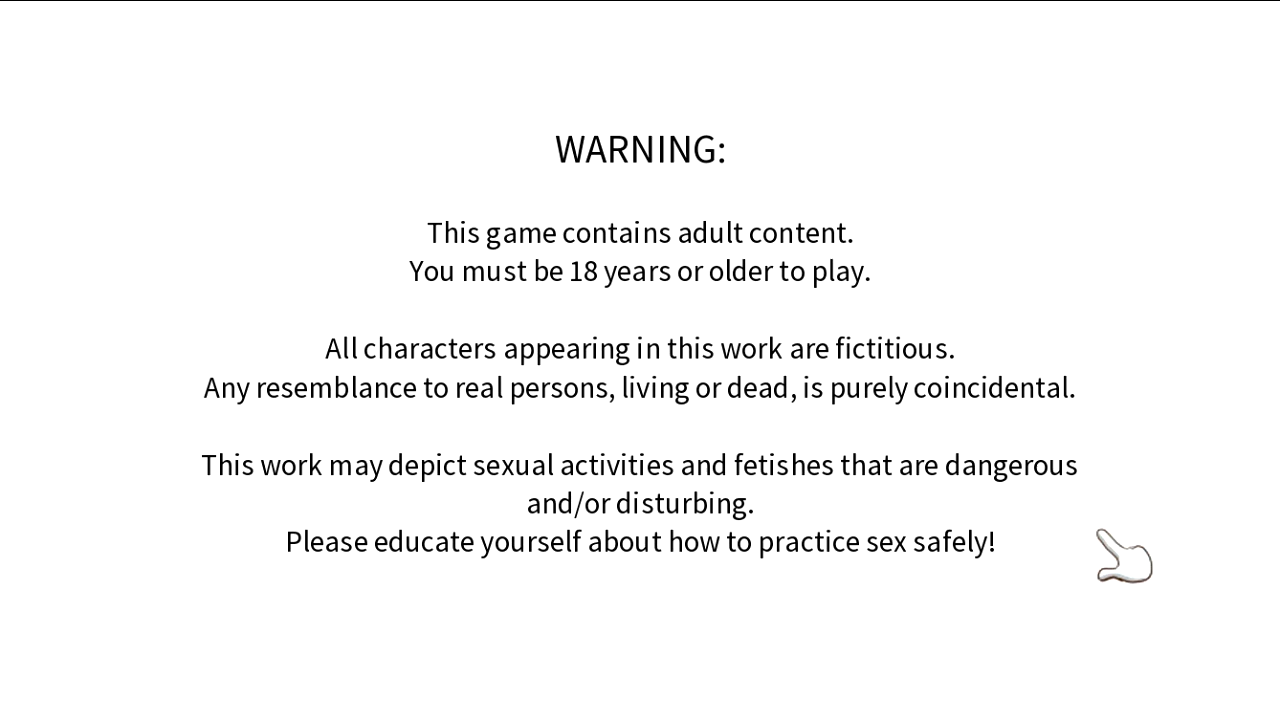 WARNING:
This game contains adult content.
You must be 18 years or older to play.
All characters appearing in this work are fictitious.
Any resemblance to real persons, living or dead, is purely coincidental.
This work may depict sexual activities and fetishes that are dangerous
and/or disturbing.
Please educate yourself about how to practice sex safely!